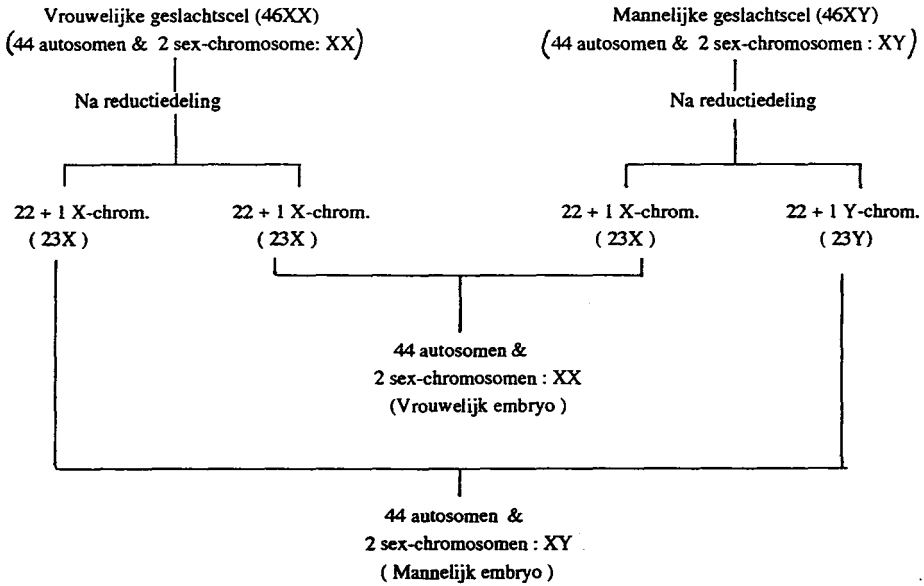 Vrouwelijke geslachtscel (46XX)
(44 autosomen & 2 sex-chromosome: XX)
Mannelijke geslachtscel (46XY)
(44 autosomen & 2 sex-chromosomen : XY)
Na reductiedeling
Na reductiedeling
22 + 1 X-chrom.
( 23X )
22 + 1 X-chrom.
( 23X )
22 + 1 X-chrom.
( 23X )
22 + 1 Y-chrom.
( 23Y)
44 autosomen &
2 sex-chromosomen : XX
(Vrouwelijk embryo )
44 autosomen &
2 sex-chromosomen : XY
( Mannelijk embryo )